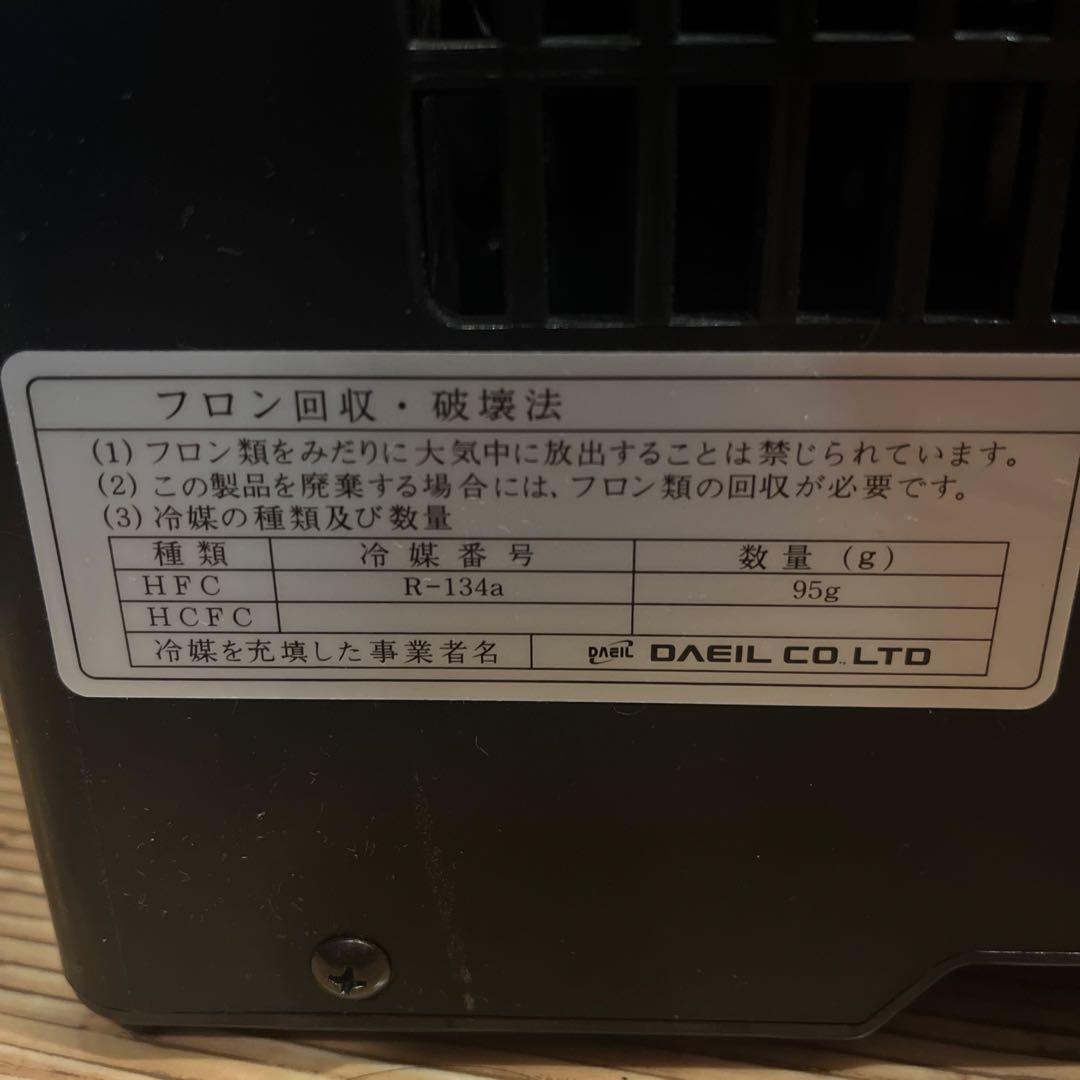 フロン回収・破壊法
(1) フロン類をみだりに大気中に放出することは禁じられています。
(2) この製品を廃棄する場合には、フロン類の回収が必要です。
(3) 冷媒の種類及び数量
種類 冷媒番号 数量 (g)
HFC R-134a 95g
HCFC
冷媒を充填した事業者名 DAEIL DAEIL CO., LTD